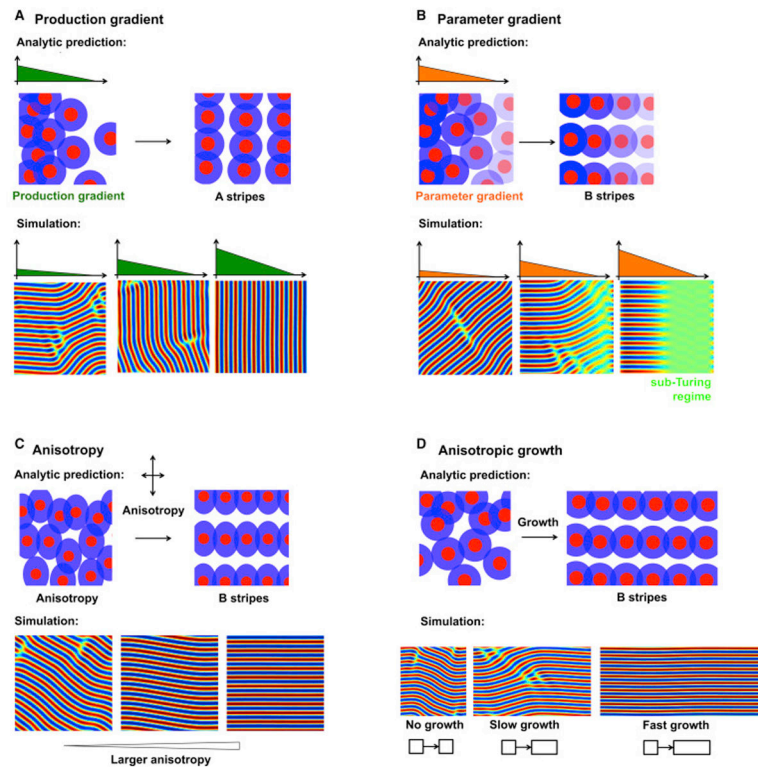 A Production gradient
Analytic prediction:
Production gradient
A stripes
Simulation:
B Parameter gradient
Analytic prediction:
Parameter gradient
B stripes
Simulation:
sub-Turing
regime
C Anisotropy
Analytic prediction:
Anisotropy
Anisotropy
B stripes
Simulation:
Larger anisotropy
D Anisotropic growth
Analytic prediction:
Growth
B stripes
Simulation:
No growth
Slow growth
Fast growth